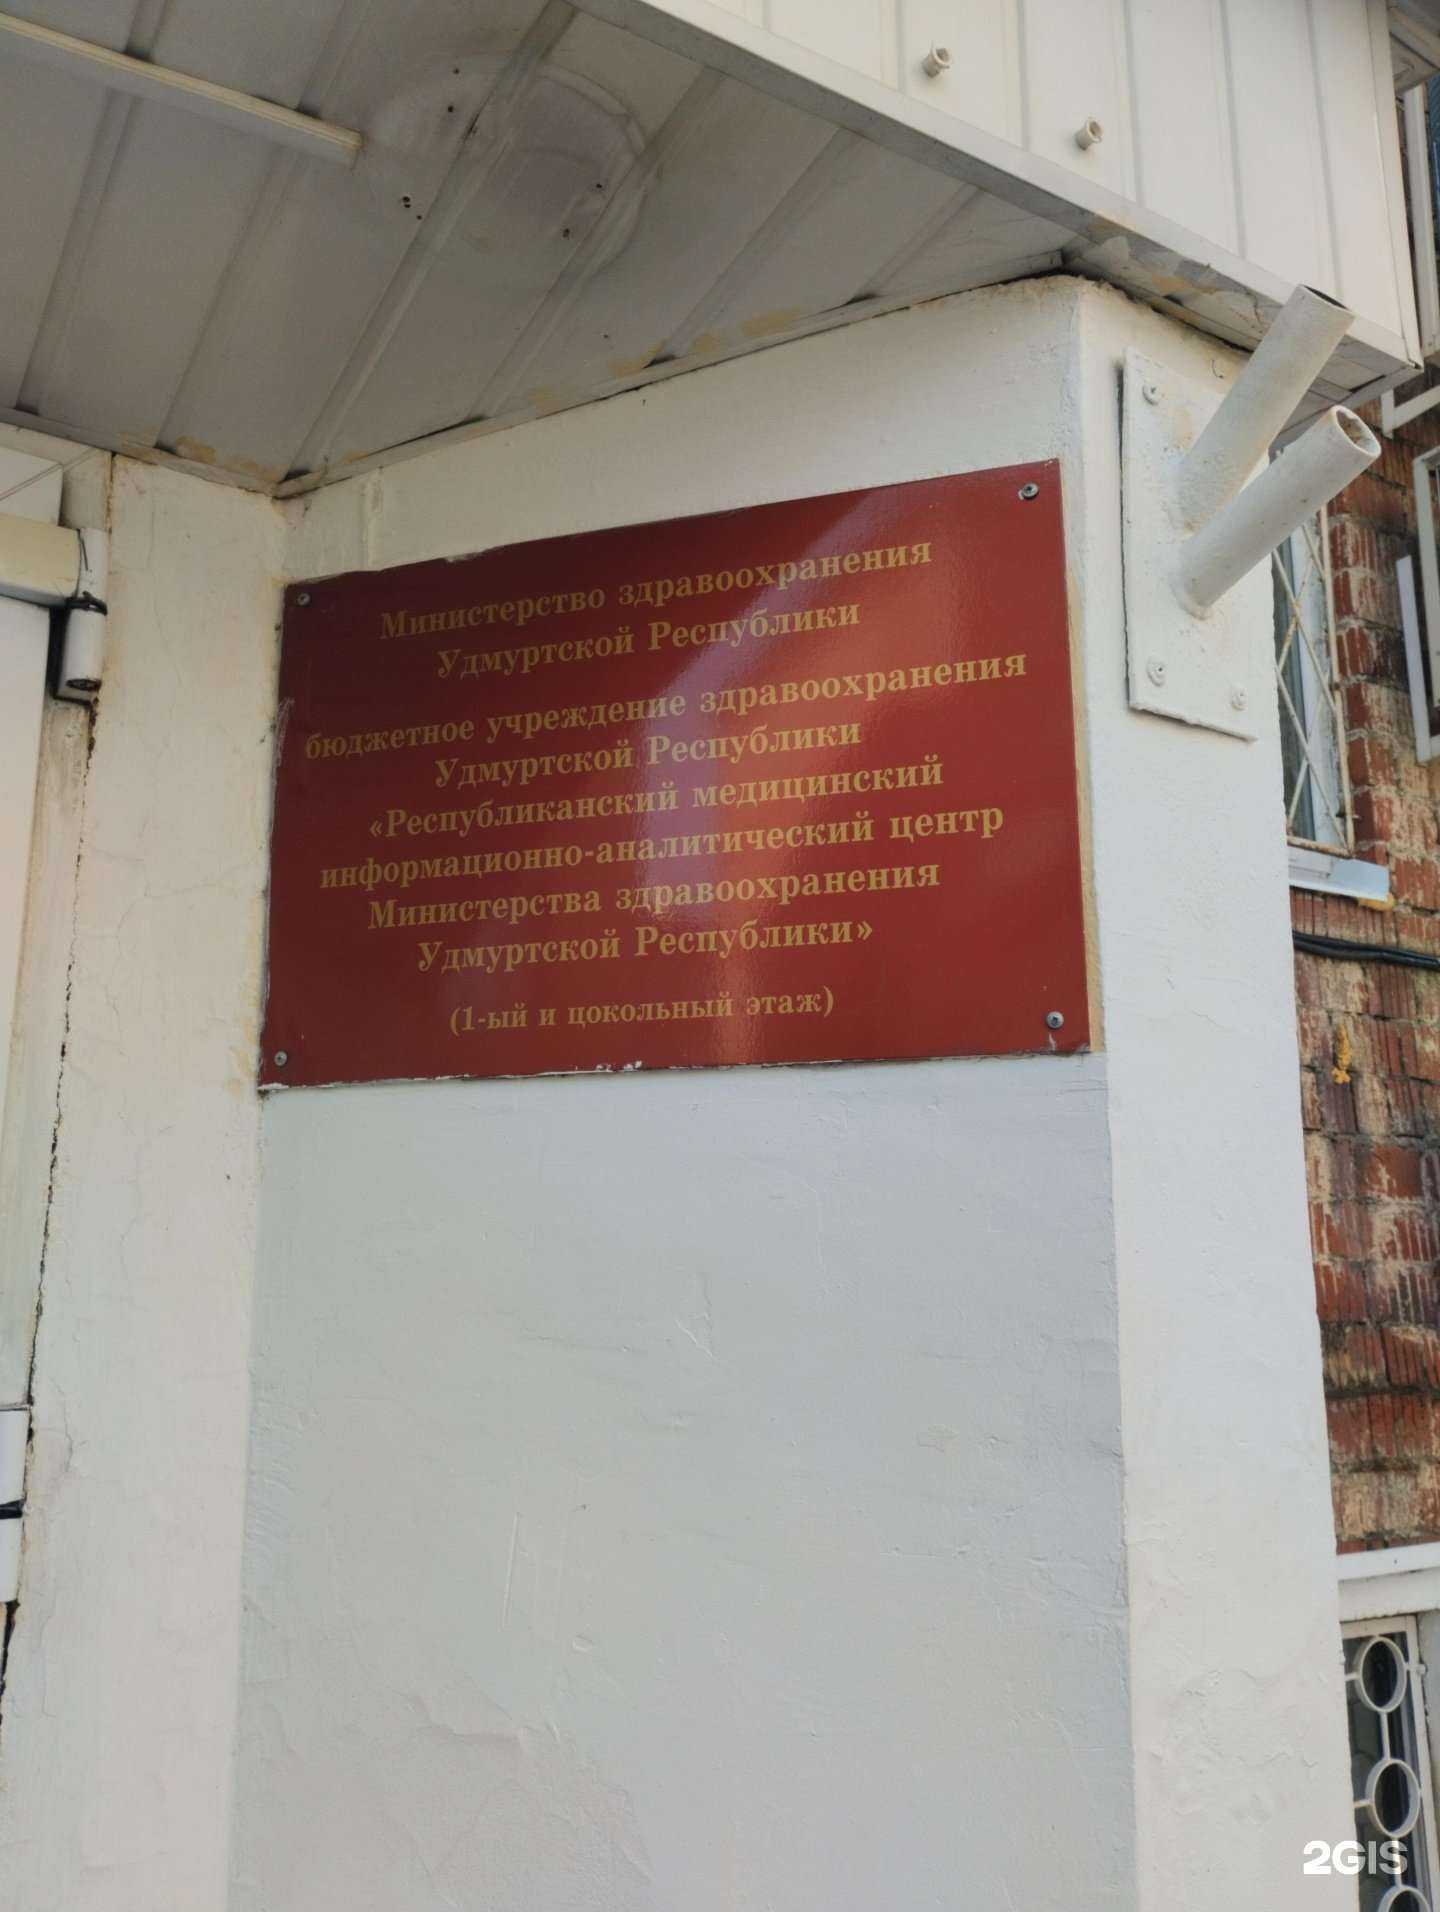 Министерство здравоохранения
Удмуртской Республики
бюджетное учреждение здравоохранения
Удмуртской Республики
«Республиканский медицинский
информационно-аналитический центр
Министерства здравоохранения
Удмуртской Республики»
(1-ый и цокольный этаж)
2GIS